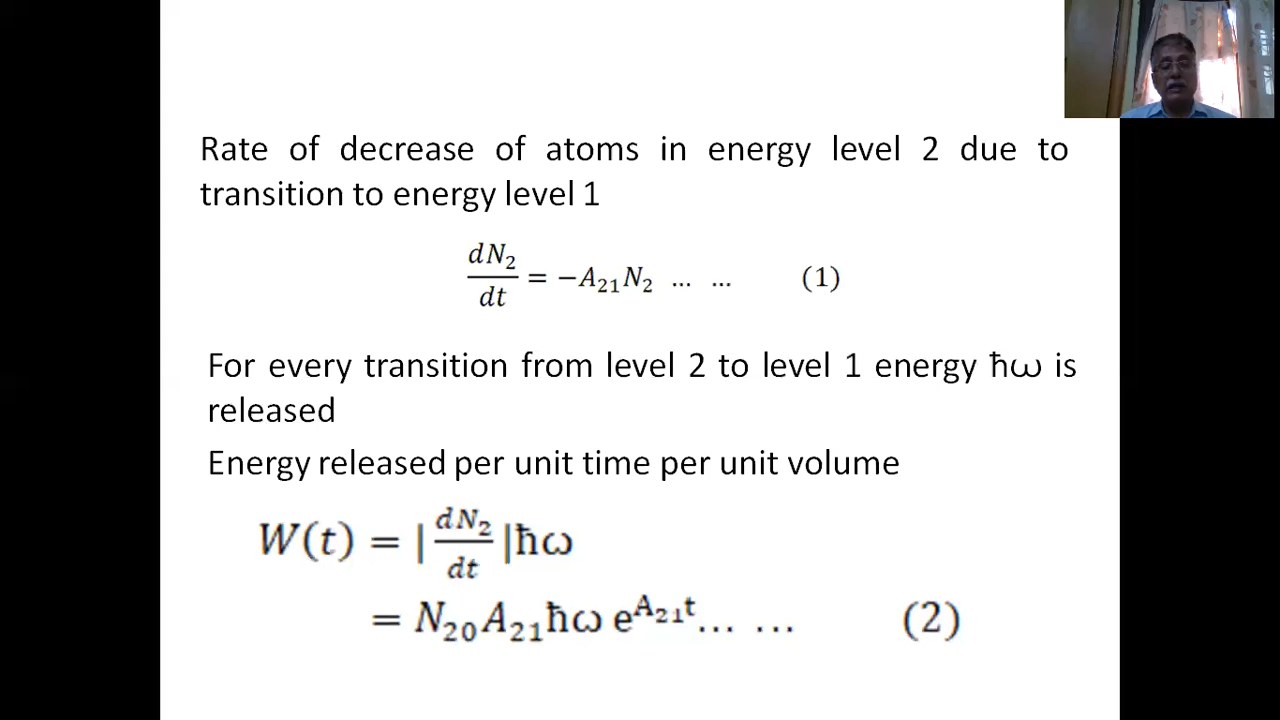 Rate of decrease of atoms in energy level 2 due to
transition to energy level 1
dN₂/dt = −A₂₁N₂ ... ... (1)
For every transition from level 2 to level 1 energy ħω is
released
Energy released per unit time per unit volume
W(t) = |dN₂/dt|ħω
= N₂₀A₂₁ħω e^(A₂₁t)... ... (2)